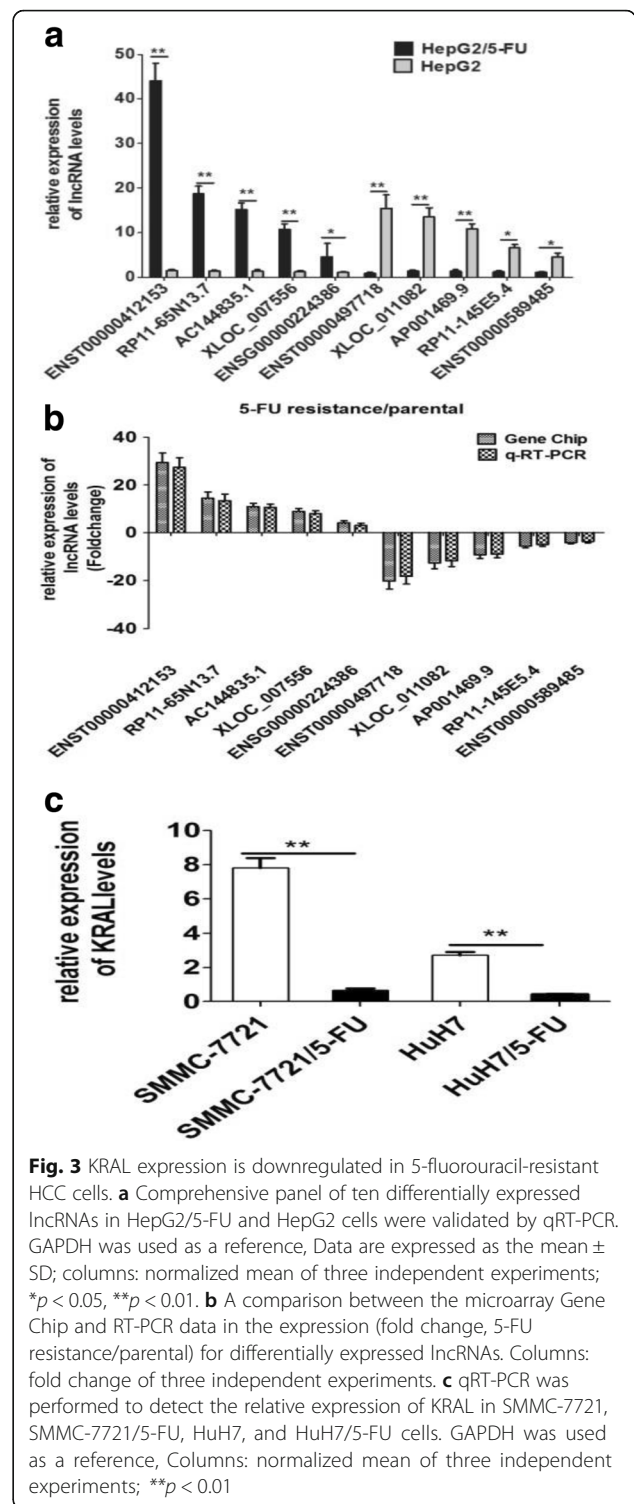 a
HepG2/5-FU
HepG2
relative expression
of lncRNA levels
50
40
30
20
10
0
**
**
**
**
*
**
**
**
*
*
ENST00000412153
RP11-65N13.7
AC144835.1
XLOC_007556
ENSG00000224386
ENST00000497718
XLOC_011082
AP001469.9
RP11-145E5.4
ENST00000589485
b
5-FU resistance/parental
Gene Chip
q-RT-PCR
relative expression of
lncRNA levels
(Foldchange)
40
20
0
-20
-40
ENST00000412153
RP11-65N13.7
AC144835.1
XLOC_007556
ENSG00000224386
ENST00000497718
XLOC_011082
AP001469.9
RP11-145E5.4
ENST00000589485
c
relative expression
of KRALlevels
10
8
6
4
2
0
**
**
SMMC-7721
SMMC-7721/5-FU
HuH7
HuH7/5-FU
Fig. 3 KRAL expression is downregulated in 5-fluorouracil-resistant
HCC cells. a Comprehensive panel of ten differentially expressed
lncRNAs in HepG2/5-FU and HepG2 cells were validated by qRT-PCR.
GAPDH was used as a reference, Data are expressed as the mean ±
SD; columns: normalized mean of three independent experiments;
*p < 0.05, **p < 0.01. b A comparison between the microarray Gene
Chip and RT-PCR data in the expression (fold change, 5-FU
resistance/parental) for differentially expressed lncRNAs. Columns:
fold change of three independent experiments. c qRT-PCR was
performed to detect the relative expression of KRAL in SMMC-7721,
SMMC-7721/5-FU, HuH7, and HuH7/5-FU cells. GAPDH was used
as a reference, Columns: normalized mean of three independent
experiments; **p < 0.01